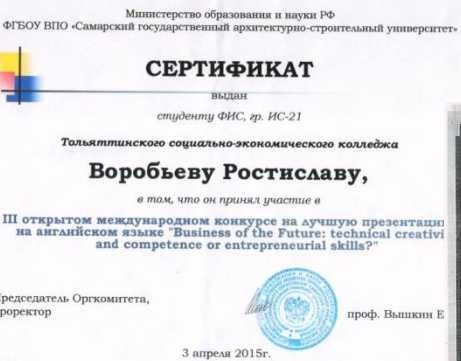 Министерство образования и науки РФ
ФГБОУ ВПО «Самарский государственный архитектурно-строительный университет»
СЕРТИФИКАТ
выдан
студенту ФИС, гр. ИС-21
Тольяттинского социально-экономического колледжа
Воробьеву Ростиславу,
в том, что он принял участие в
III открытом международном конкурсе на лучшую презентаци
на английском языке "Business of the Future: technical creativi
and competence or entrepreneurial skills?"
редседатель Оргкомитета,
роректор
проф. Вышкин Е
3 апреля 2015г.